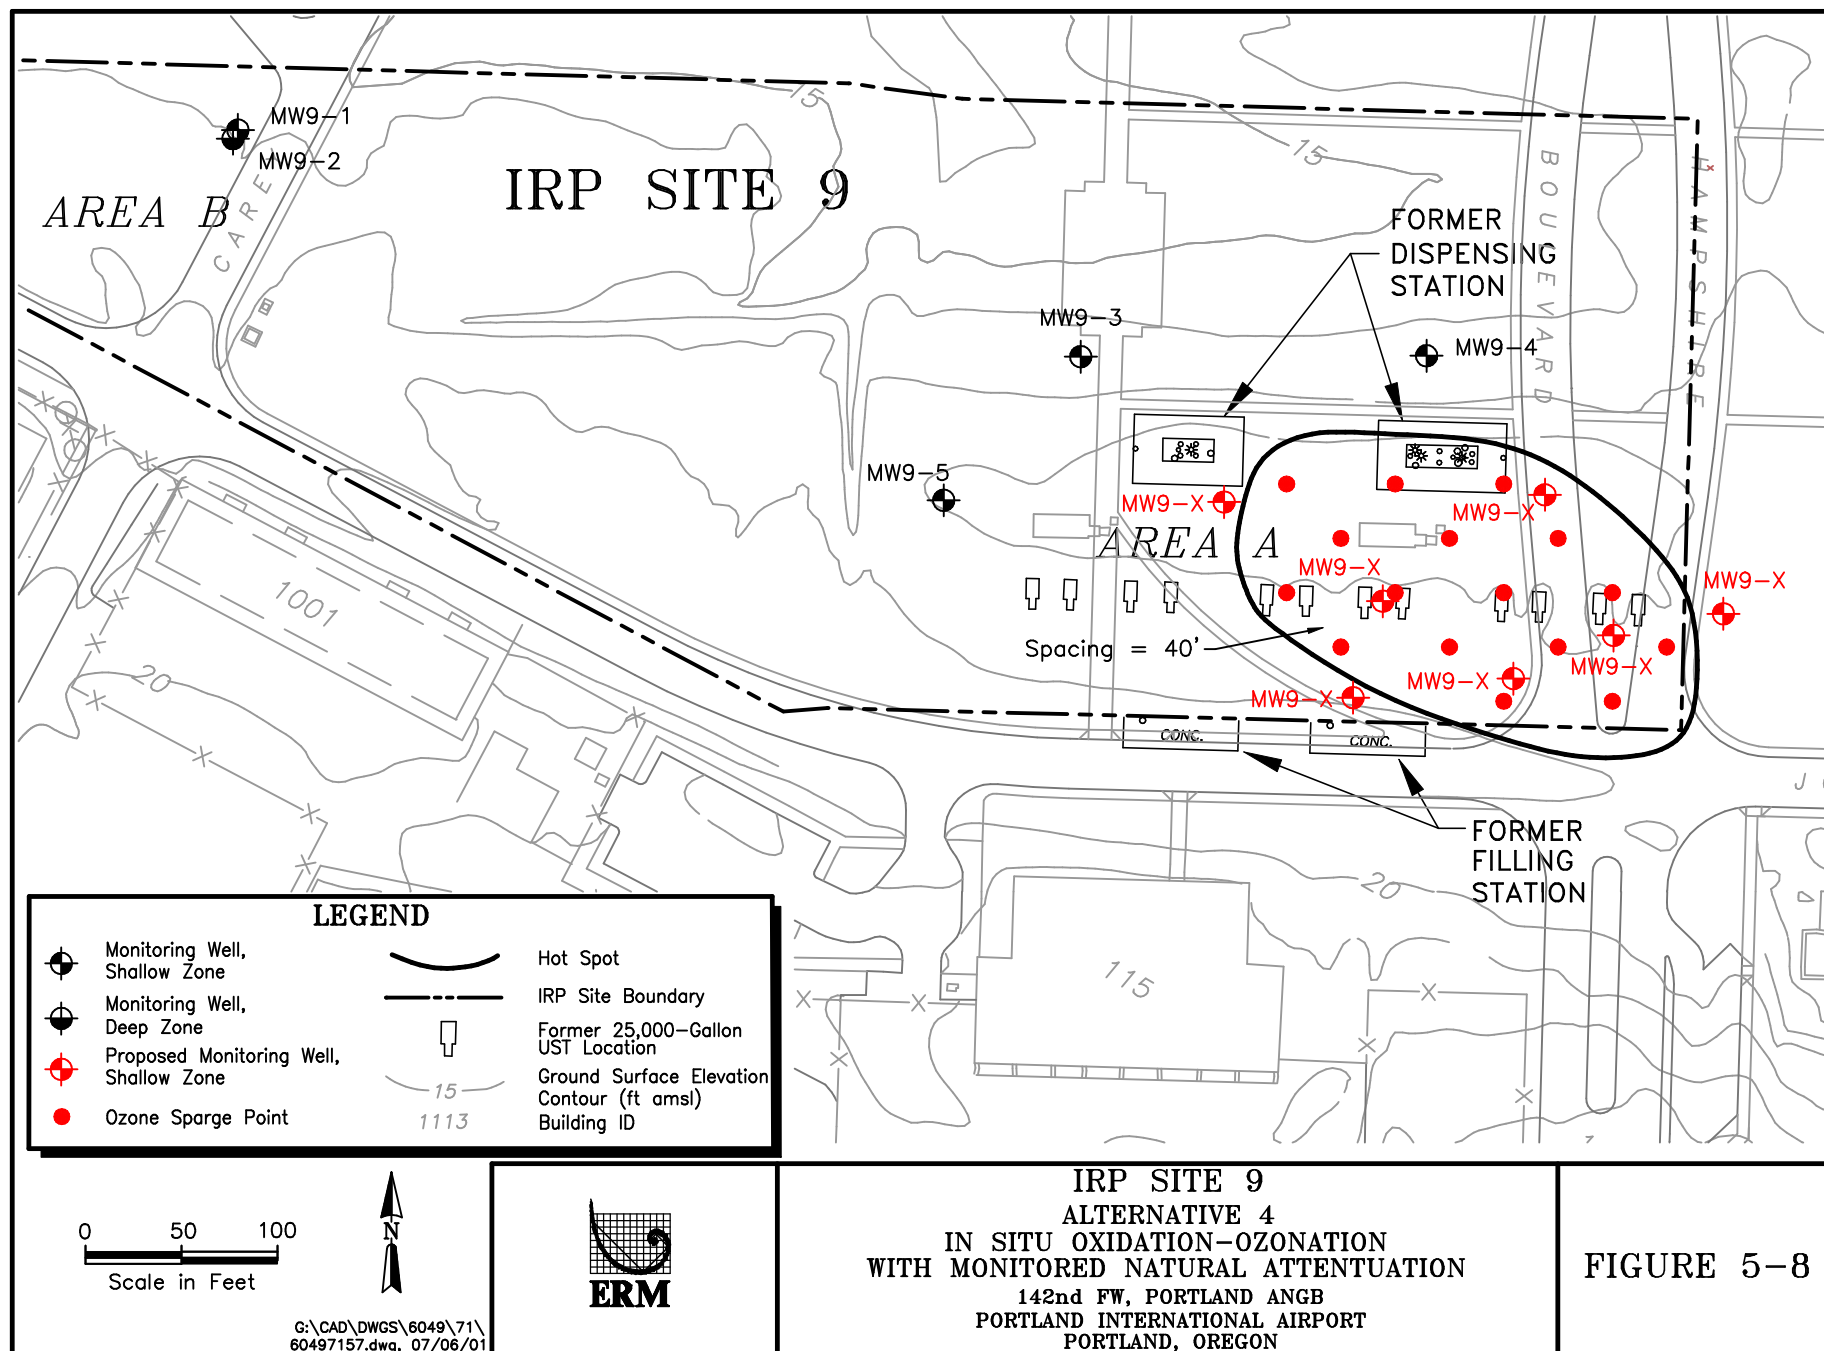 MW9-1
MW9-2
CAREY
AREA B
IRP SITE 9
15
15
BOULEVARD
HAMPSHIRE
FORMER
DISPENSING
STATION
MW9-3
MW9-4
MW9-5
MW9-X
MW9-X
AREA A
MW9-X
MW9-X
Spacing = 40'
MW9-X
MW9-X
MW9-X
CONC.
CONC.
1001
20
FORMER
FILLING
STATION
20
115
LEGEND
Monitoring Well,
Shallow Zone
Monitoring Well,
Deep Zone
Proposed Monitoring Well,
Shallow Zone
Ozone Sparge Point
Hot Spot
IRP Site Boundary
Former 25,000-Gallon
UST Location
15
Ground Surface Elevation
Contour (ft amsl)
1113
Building ID
0 50 100
Scale in Feet
N
G:\CAD\DWGS\6049\71\
60497157.dwg, 07/06/01
ERM
IRP SITE 9
ALTERNATIVE 4
IN SITU OXIDATION-OZONATION
WITH MONITORED NATURAL ATTENTUATION
142nd FW, PORTLAND ANGB
PORTLAND INTERNATIONAL AIRPORT
PORTLAND, OREGON
FIGURE 5-8